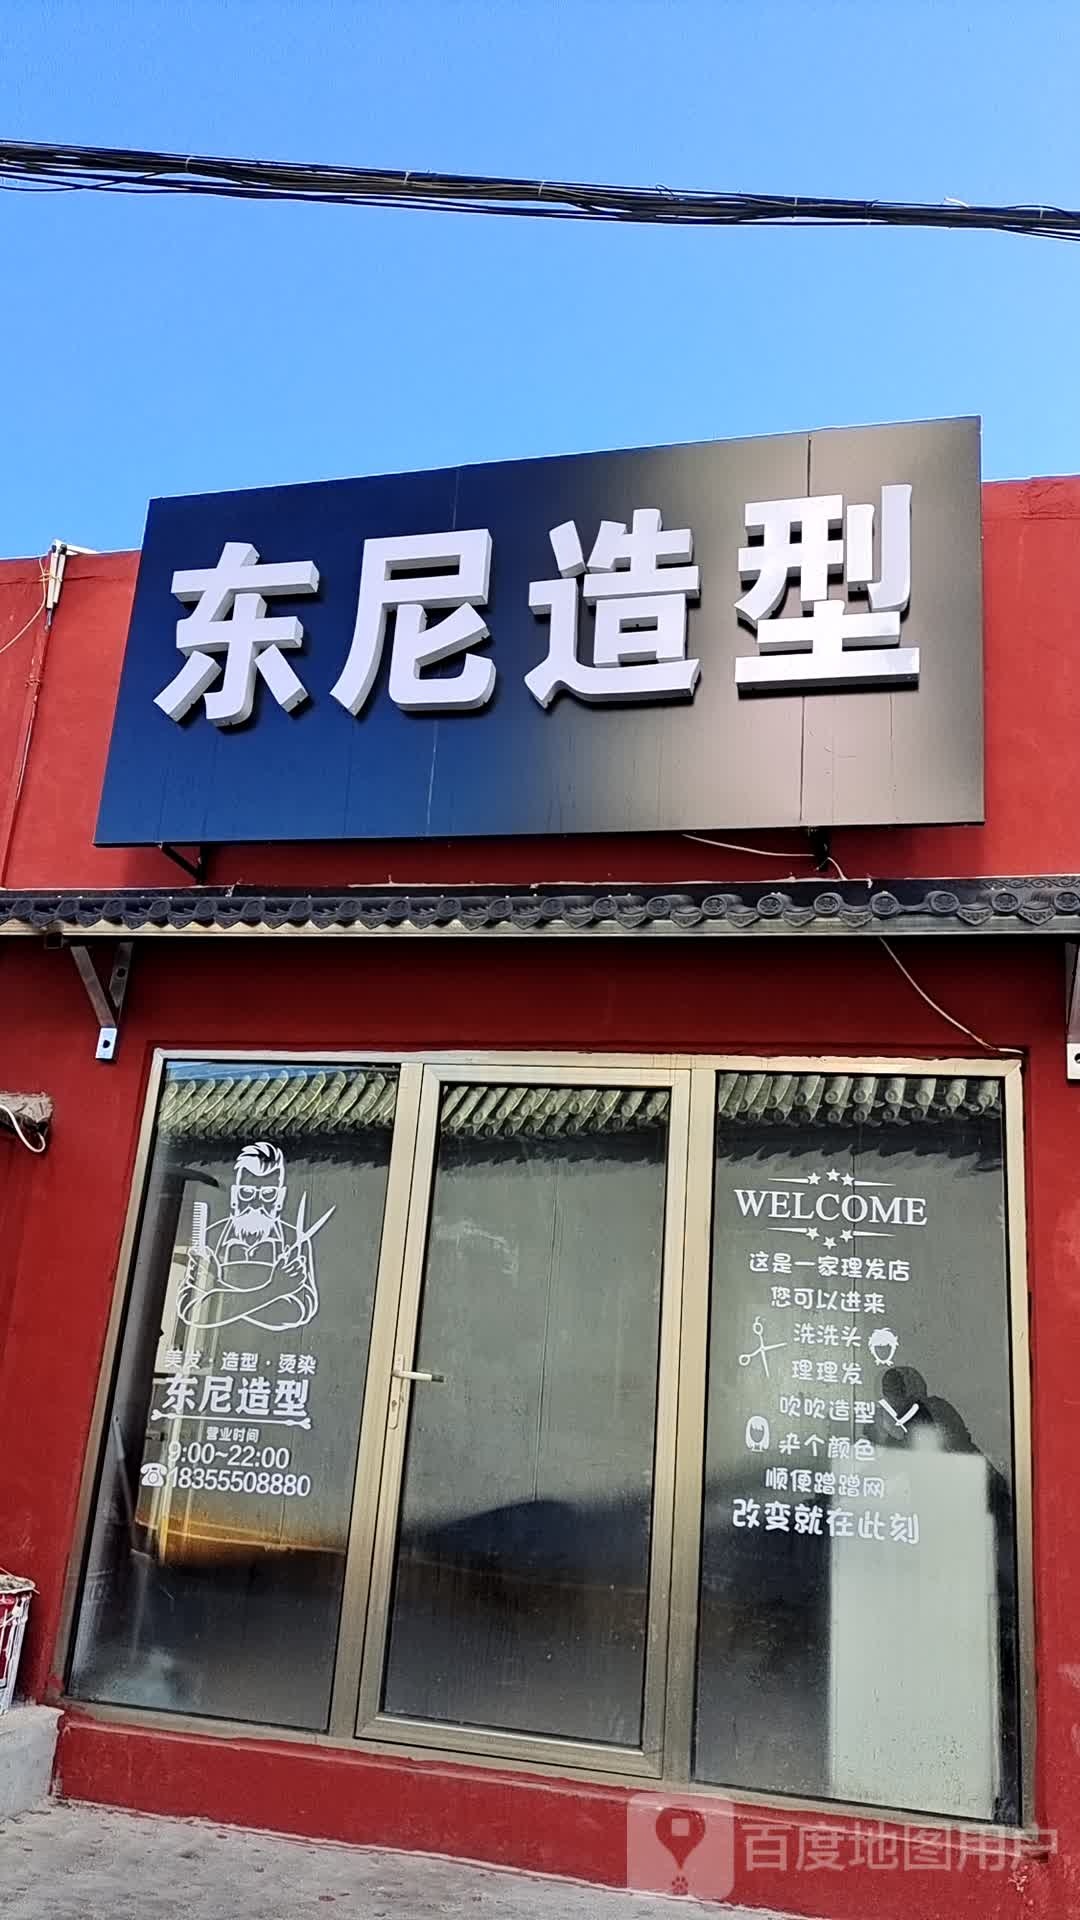 东尼造型
美发·造型·烫染
东尼造型
营业时间
9:00~22:00
18355508880
WELCOME
这是一家理发店
您可以进来
洗洗头
理理发
吹吹造型
染个颜色
顺便蹭蹭网
改变就在此刻
百度地图用户